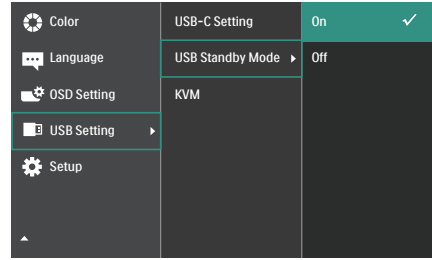 Color
Language
OSD Setting
USB Setting
Setup
USB-C Setting
USB Standby Mode
KVM
On
Off